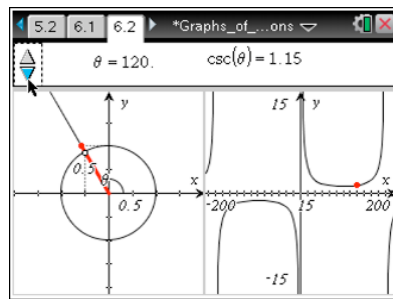 5.2 6.1 6.2 *Graphs_of_...ons
θ = 120. csc(θ) = 1.15
y
0.5
θ
x
0.5
15 y
x
-200 15 200
-15